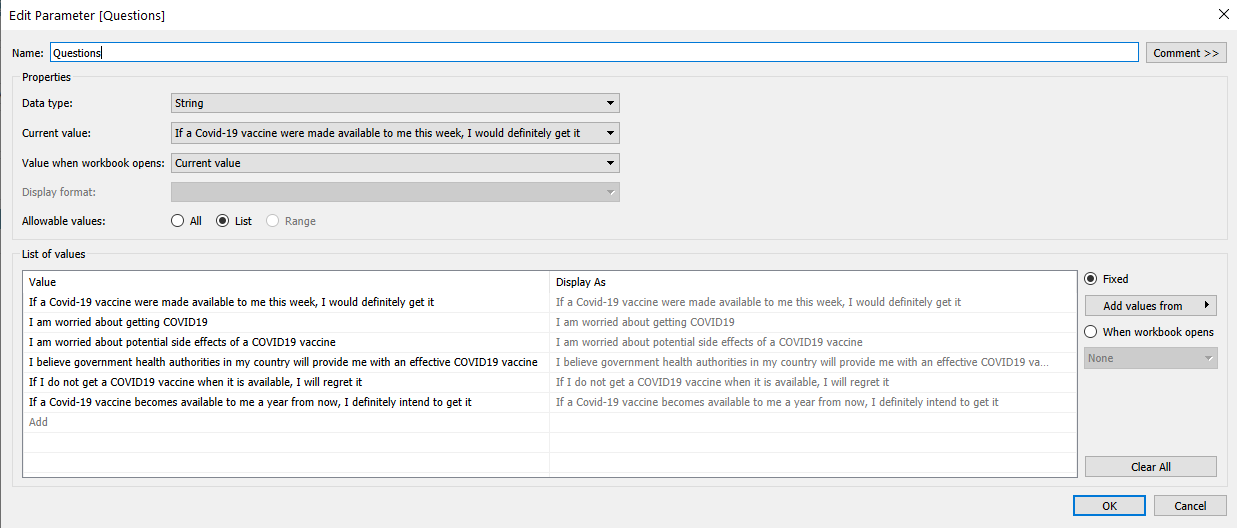 Edit Parameter [Questions]
Name: Questions Comment >>
Properties
Data type: String
Current value: If a Covid-19 vaccine were made available to me this week, I would definitely get it
Value when workbook opens: Current value
Display format:
Allowable values: All List Range
List of values
Value Display As
If a Covid-19 vaccine were made available to me this week, I would definitely get it If a Covid-19 vaccine were made available to me this week, I would definitely get it
I am worried about getting COVID19 I am worried about getting COVID19
I am worried about potential side effects of a COVID19 vaccine I am worried about potential side effects of a COVID19 vaccine
I believe government health authorities in my country will provide me with an effective COVID19 vaccine I believe government health authorities in my country will provide me with an effective COVID19 va...
If I do not get a COVID19 vaccine when it is available, I will regret it If I do not get a COVID19 vaccine when it is available, I will regret it
If a Covid-19 vaccine becomes available to me a year from now, I definitely intend to get it If a Covid-19 vaccine becomes available to me a year from now, I definitely intend to get it
Add
Fixed
Add values from
When workbook opens
None
Clear All
OK Cancel